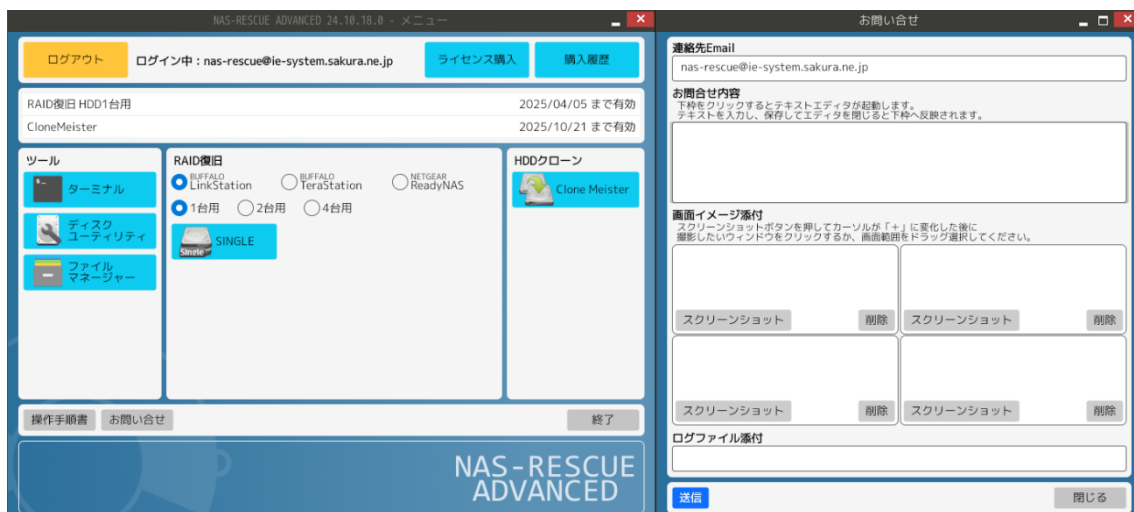 NAS-RESCUE ADVANCED 24.10.18.0 - メニュー
ログアウト
ログイン中：nas-rescue@ie-system.sakura.ne.jp
ライセンス購入
購入履歴
RAID復旧 HDD1台用
2025/04/05 まで有効
CloneMeister
2025/10/21 まで有効
ツール
ターミナル
ディスク
ユーティリティ
ファイル
マネージャー
RAID復旧
BUFFALO
LinkStation
BUFFALO
TeraStation
NETGEAR
ReadyNAS
1台用
2台用
4台用
Single
SINGLE
HDDクローン
Clone Meister
操作手順書
お問い合せ
終了
NAS-RESCUE
ADVANCED
お問い合せ
連絡先Email
nas-rescue@ie-system.sakura.ne.jp
お問合せ内容
下枠をクリックするとテキストエディタが起動します。
テキストを入力し、保存してエディタを閉じると下枠へ反映されます。
画面イメージ添付
スクリーンショットボタンを押してカーソルが「+」に変化した後に
撮影したいウィンドウをクリックするか、画面範囲をドラッグ選択してください。
スクリーンショット
削除
スクリーンショット
削除
スクリーンショット
削除
スクリーンショット
削除
ログファイル添付
送信
閉じる